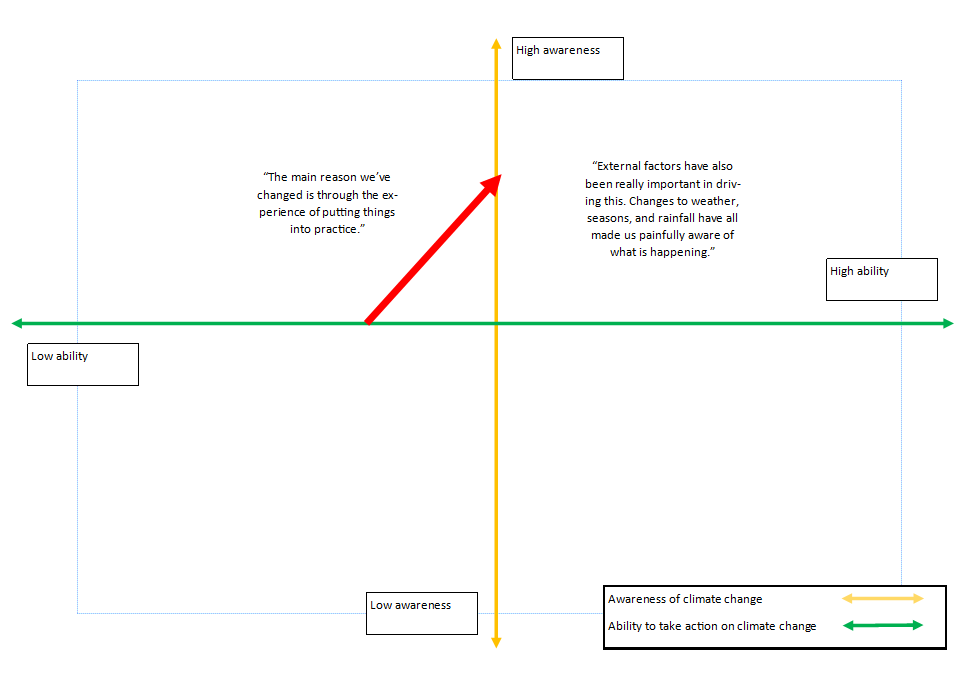 High awareness
“The main reason we’ve
changed is through the ex-
perience of putting things
into practice.”
“External factors have also
been really important in driv-
ing this. Changes to weather,
seasons, and rainfall have all
made us painfully aware of
what is happening.”
High ability
Low ability
Low awareness
Awareness of climate change
Ability to take action on climate change